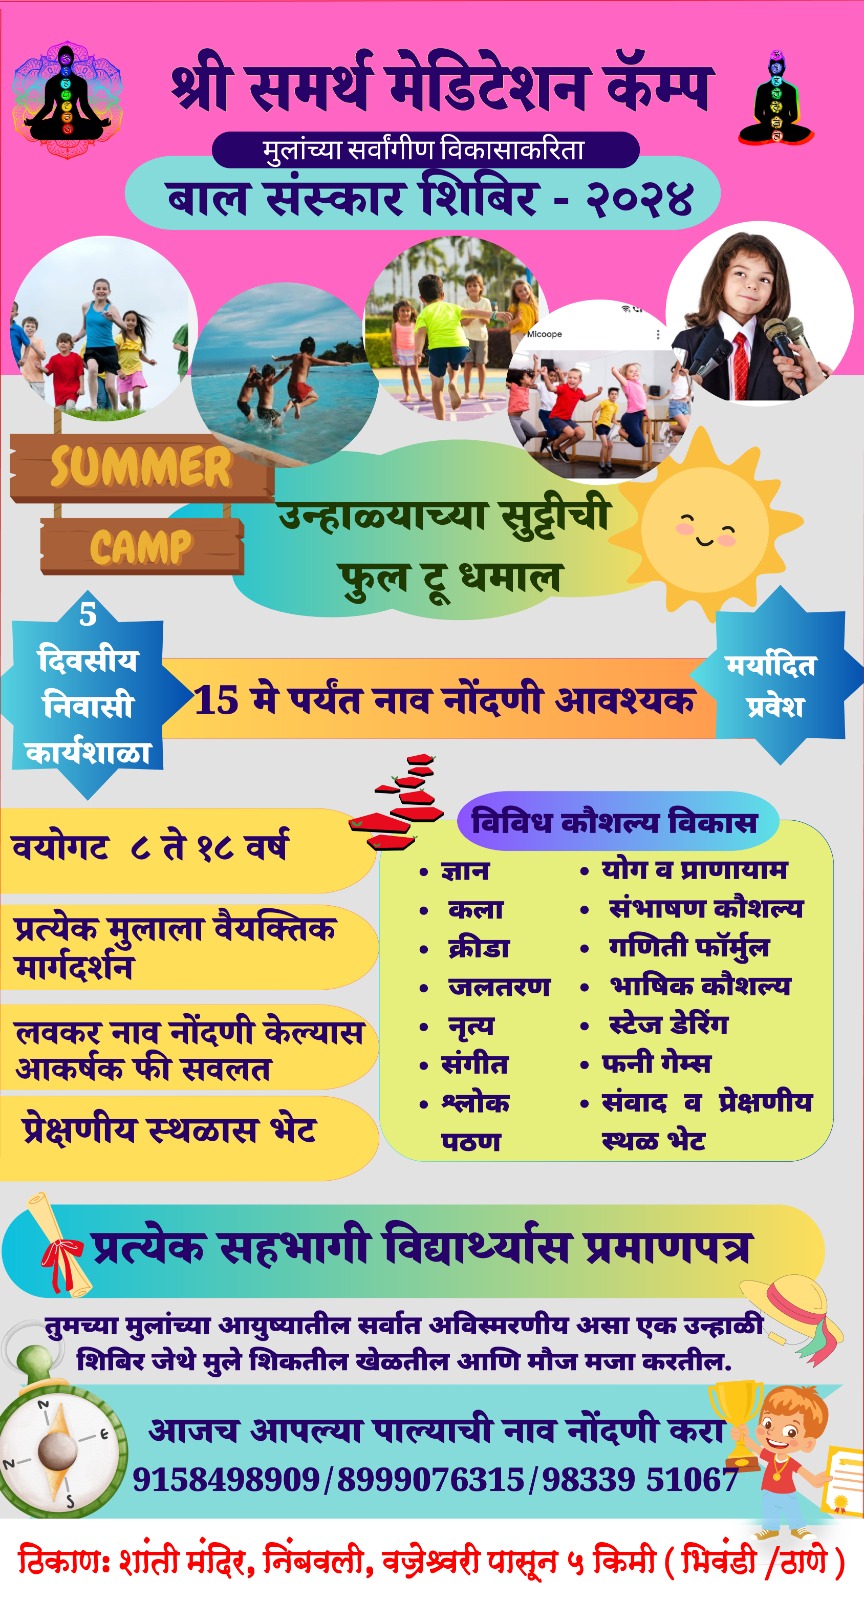 श्री समर्थ मेडिटेशन कॅम्प
मुलांच्या सर्वांगीण विकासाकरिता
बाल संस्कार शिबिर - २०२४
Micoope
SUMMER
CAMP
उन्हाळ्याच्या सुट्टीची
फुल टू धमाल
5
दिवसीय
निवासी
कार्यशाळा
15 मे पर्यंत नाव नोंदणी आवश्यक
मर्यादित
प्रवेश
वयोगट ८ ते १८ वर्ष
प्रत्येक मुलाला वैयक्तिक
मार्गदर्शन
लवकर नाव नोंदणी केल्यास
आकर्षक फी सवलत
प्रेक्षणीय स्थळास भेट
विविध कौशल्य विकास
• ज्ञान
• कला
• क्रीडा
• जलतरण
• नृत्य
• संगीत
• श्लोक
पठण
• योग व प्राणायाम
• संभाषण कौशल्य
• गणिती फॉर्मुल
• भाषिक कौशल्य
• स्टेज डेरिंग
• फनी गेम्स
• संवाद व प्रेक्षणीय
स्थळ भेट
प्रत्येक सहभागी विद्यार्थ्यास प्रमाणपत्र
तुमच्या मुलांच्या आयुष्यातील सर्वात अविस्मरणीय असा एक उन्हाळी
शिबिर जेथे मुले शिकतील खेळतील आणि मौज मजा करतील.
आजच आपल्या पाल्याची नाव नोंदणी करा
9158498909/8999076315/98339 51067
ठिकाण: शांती मंदिर, निंबवली, वज्रेश्वरी पासून ५ किमी ( भिवंडी /ठाणे )